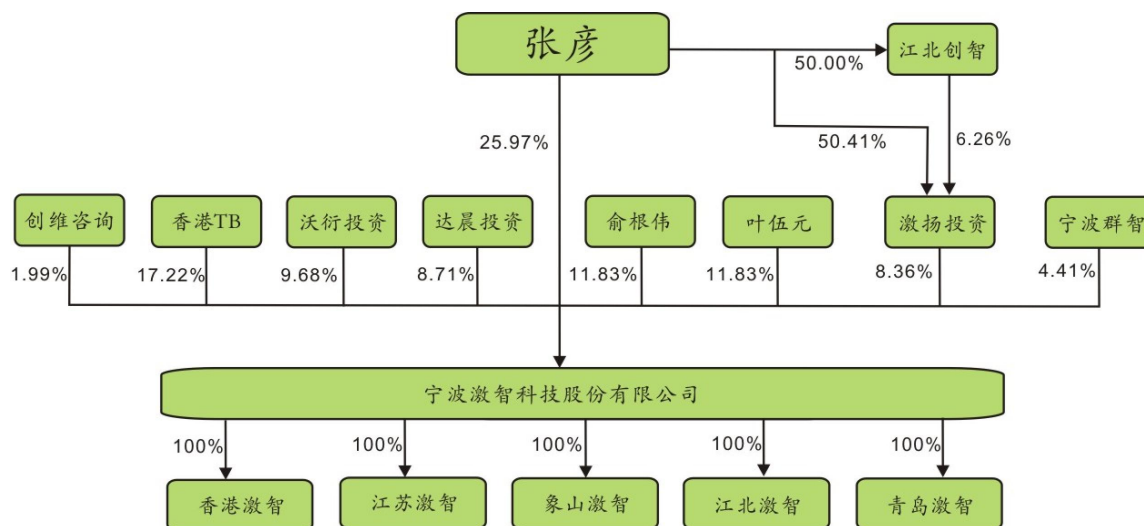 张彦
江北创智
50.00%
50.41%
6.26%
25.97%
创维咨询
香港TB
沃衍投资
达晨投资
俞根伟
叶伍元
激扬投资
宁波群智
1.99%
17.22%
9.68%
8.71%
11.83%
11.83%
8.36%
4.41%
宁波激智科技股份有限公司
100%
100%
100%
100%
100%
香港激智
江苏激智
象山激智
江北激智
青岛激智